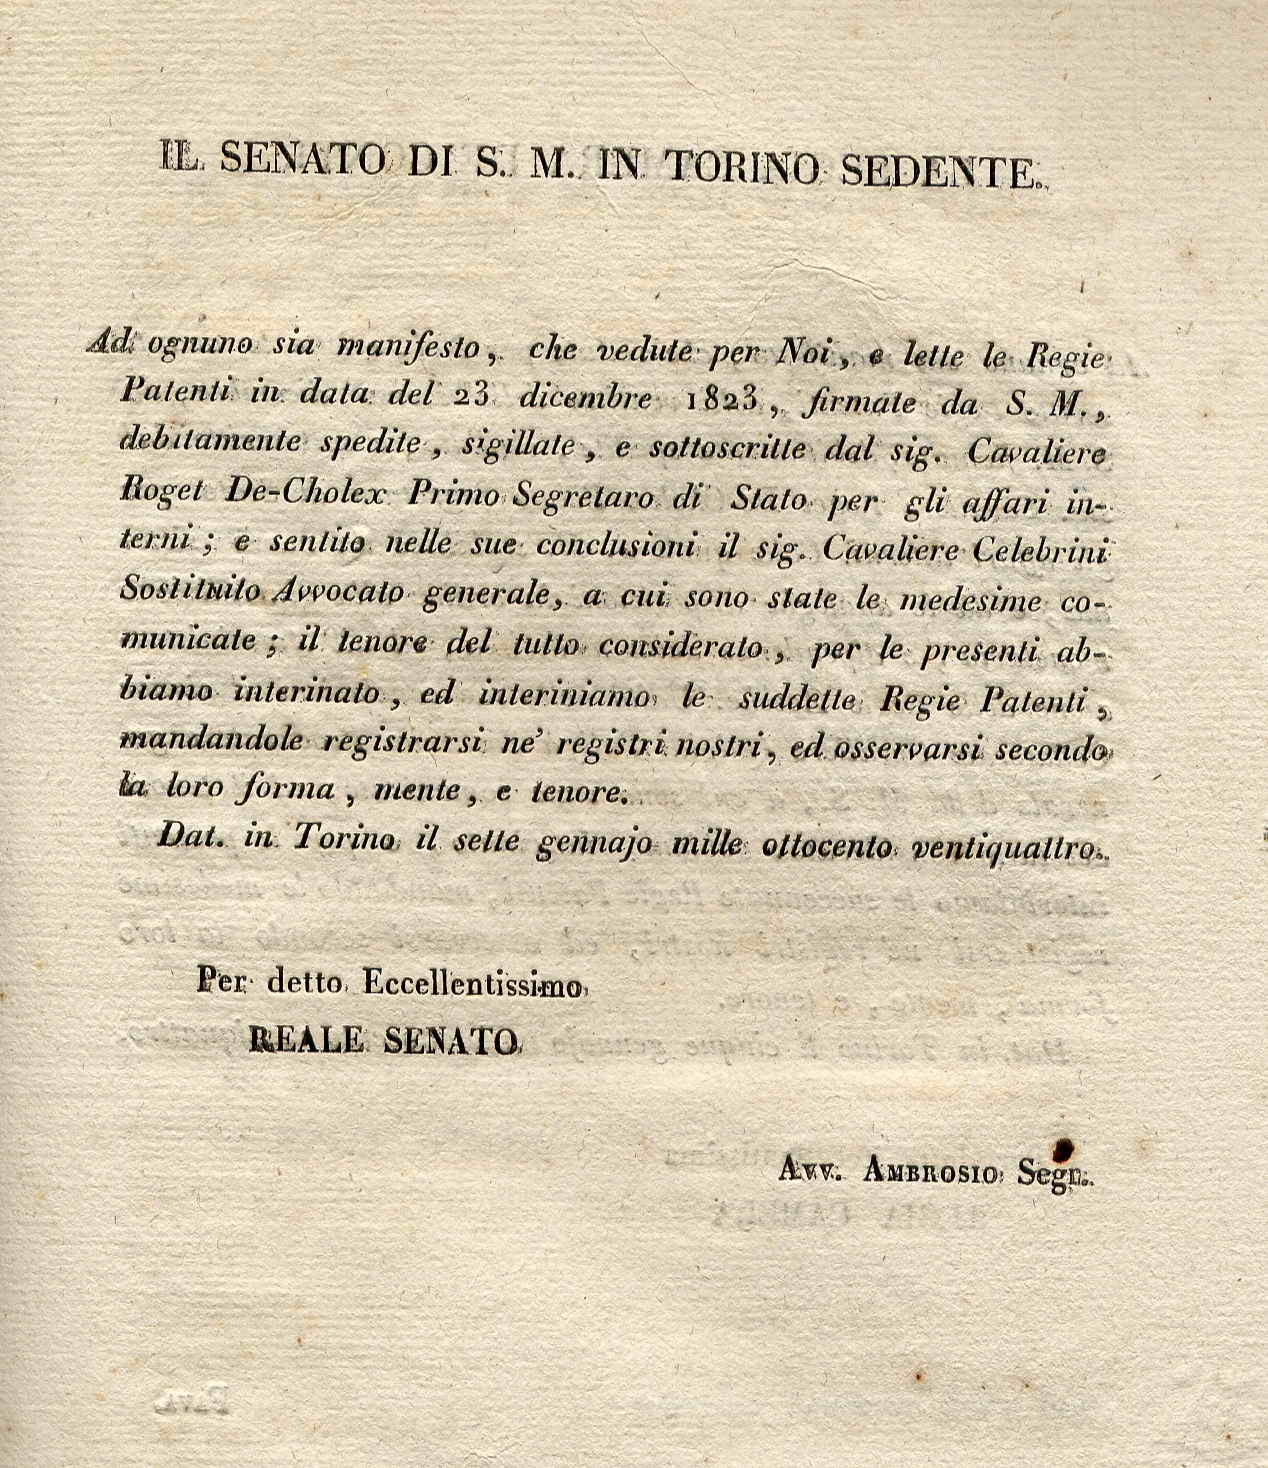 IL SENATO DI S. M. IN TORINO SEDENTE.
Ad ognuno sia manifesto, che vedute per Noi, e lette le Regie
Patenti in data del 23 dicembre 1823, firmate da S. M.,
debitamente spedite, sigillate, e sottoscritte dal sig. Cavaliere
Roget De-Cholex Primo Segretaro di Stato per gli affari in-
terni; e sentito nelle sue conclusioni il sig. Cavaliere Celebrini
Sostituito Avvocato generale, a cui sono state le medesime co-
municate; il tenore del tutto considerato, per le presenti ab-
biamo interinato, ed interiniamo le suddette Regie Patenti,
mandandole registrarsi ne' registri nostri, ed osservarsi secondo
la loro forma, mente, e tenore.
Dat. in Torino il sette gennajo mille ottocento ventiquattro.
Per detto Eccellentissimo
REALE SENATO
Avv. Ambrosio Segr.